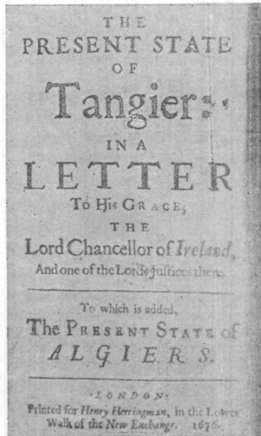 THE
PRESENT STATE
OF
Tangier:
IN A
LETTER
To His GRACE,
THE
Lord Chancellor of Ireland,
And one of the Lords Justices there.
To which is added,
The PRESENT STATE of
ALGIERS.
LONDON:
Printed for Henry Herringman, in the Lower
Walk of the New Exchange. 1676.